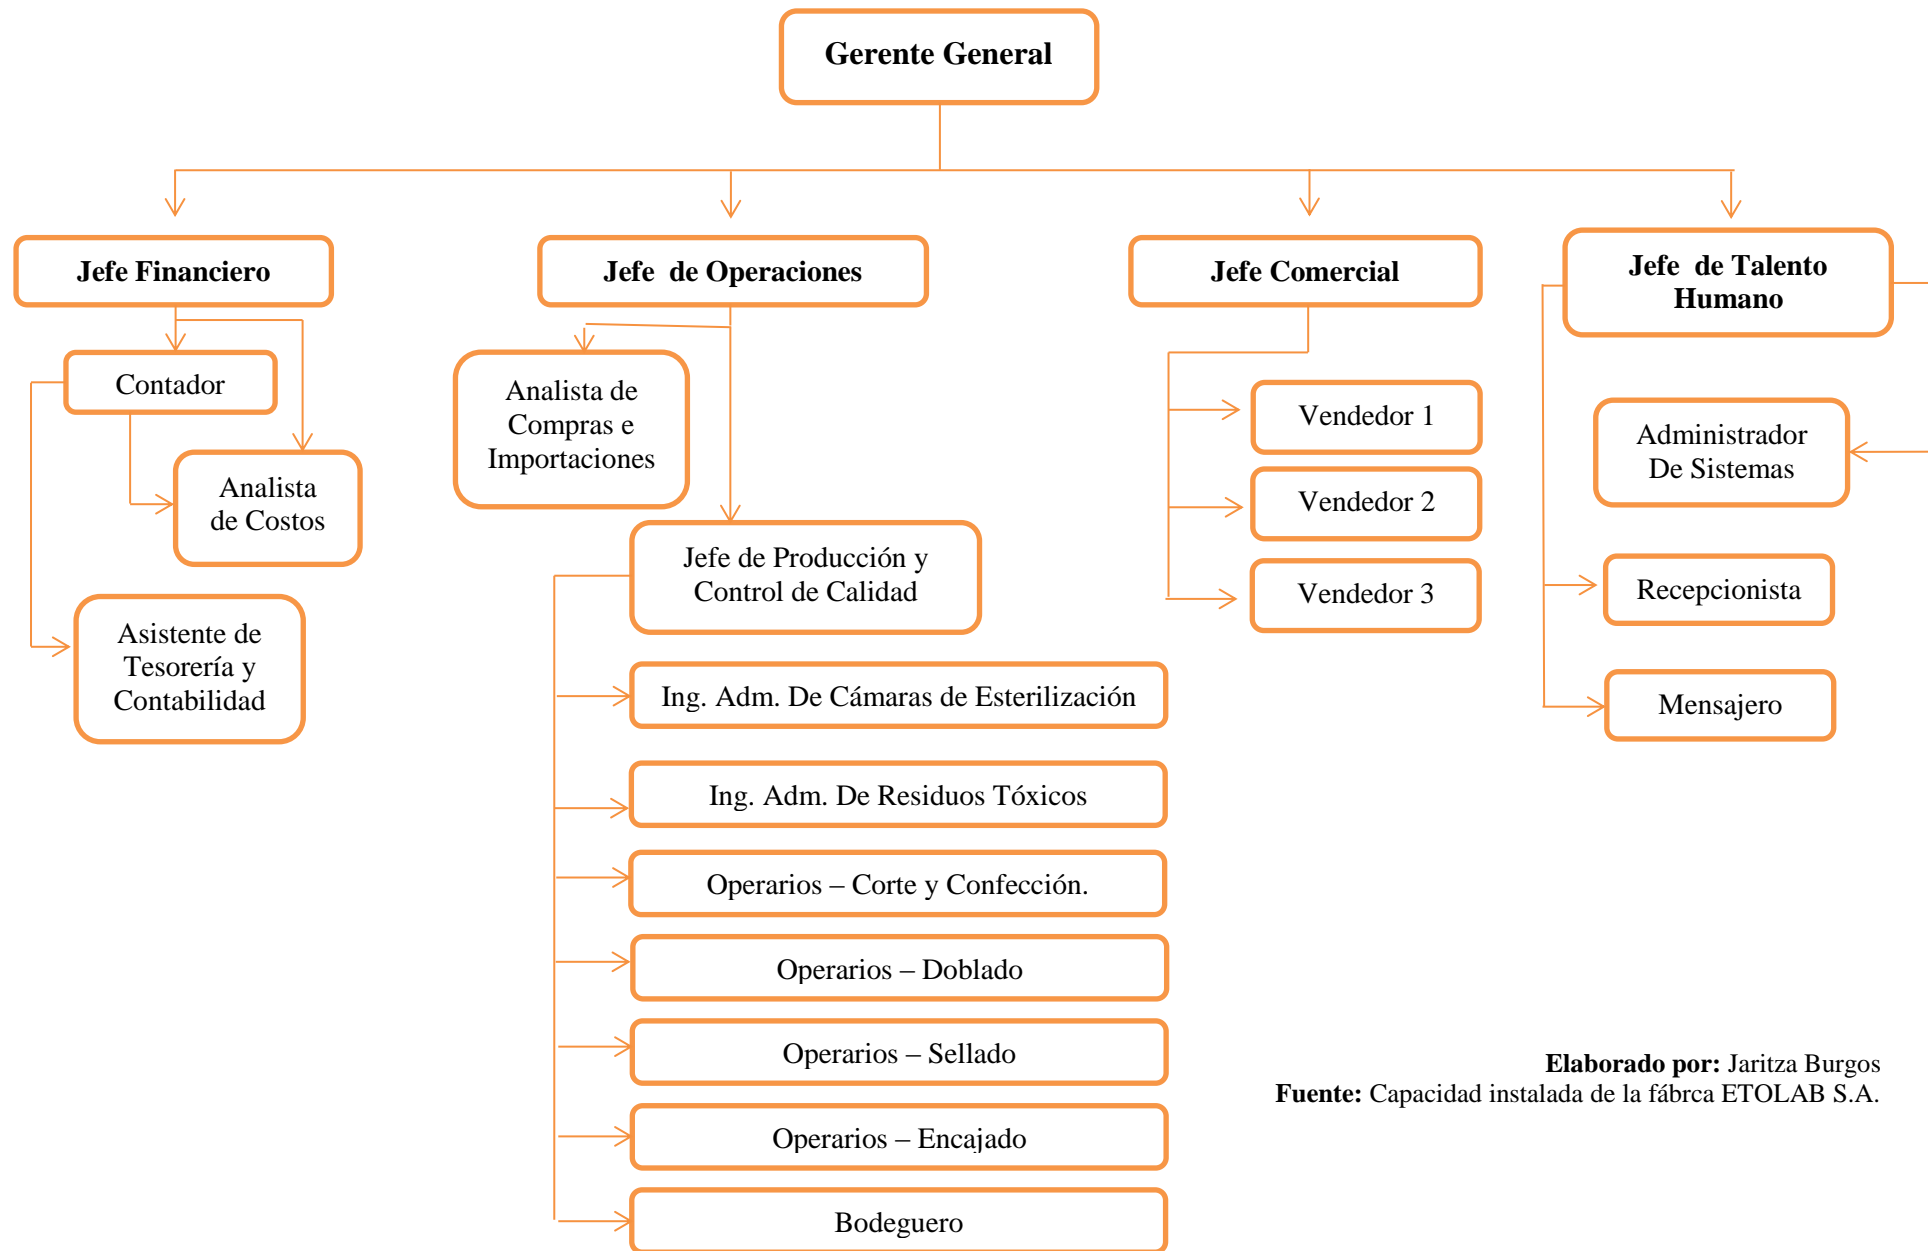 Gerente General
Jefe Financiero
Jefe de Operaciones
Jefe Comercial
Jefe de Talento
Humano
Contador
Analista
de Costos
Asistente de
Tesorería y
Contabilidad
Analista de
Compras e
Importaciones
Jefe de Producción y
Control de Calidad
Ing. Adm. De Cámaras de Esterilización
Ing. Adm. De Residuos Tóxicos
Operarios – Corte y Confección.
Operarios – Doblado
Operarios – Sellado
Operarios – Encajado
Bodeguero
Vendedor 1
Vendedor 2
Vendedor 3
Administrador
De Sistemas
Recepcionista
Mensajero
Elaborado por: Jaritza Burgos
Fuente: Capacidad instalada de la fábrca ETOLAB S.A.